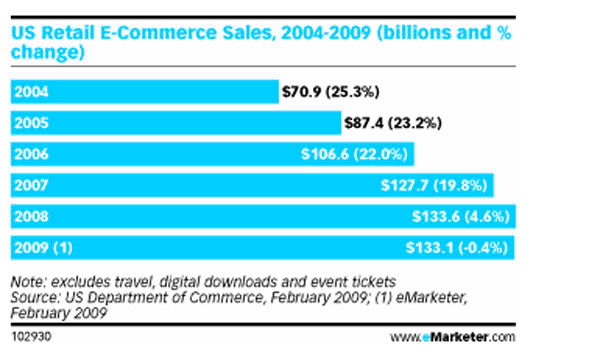 US Retail E-Commerce Sales, 2004-2009 (billions and %
change)
2004 $70.9 (25.3%)
2005 $87.4 (23.2%)
2006 $106.6 (22.0%)
2007 $127.7 (19.8%)
2008 $133.6 (4.6%)
2009 (1) $133.1 (-0.4%)
Note: excludes travel, digital downloads and event tickets
Source: US Department of Commerce, February 2009; (1) eMarketer,
February 2009
102930 www.eMarketer.com